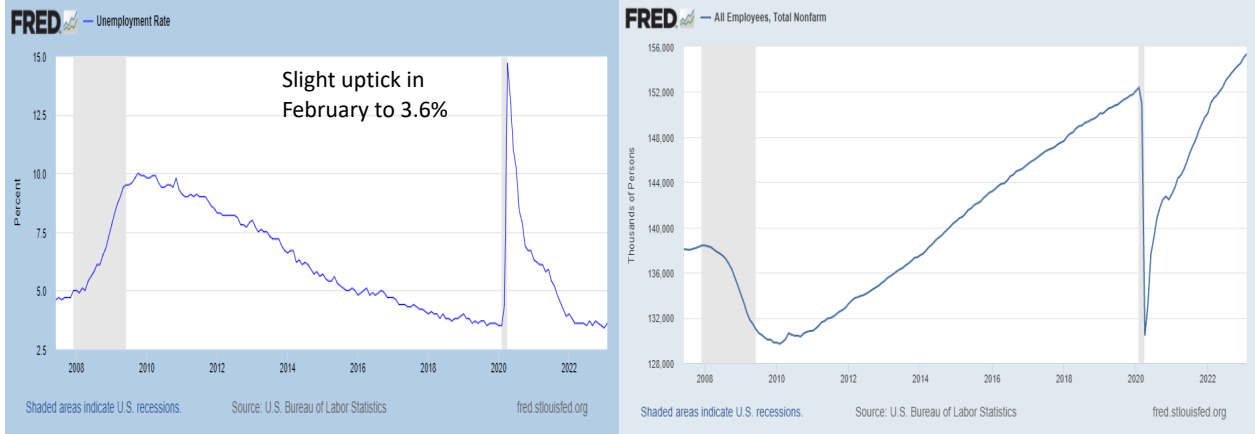 FRED — Unemployment Rate
15.0
12.5
10.0
7.5
5.0
2.5
Percent
Slight uptick in
February to 3.6%
2008 2010 2012 2014 2016 2018 2020 2022
Shaded areas indicate U.S. recessions. Source: U.S. Bureau of Labor Statistics fred.stlouisfed.org
FRED — All Employees, Total Nonfarm
156,000
152,000
148,000
144,000
140,000
136,000
132,000
128,000
Thousands of Persons
2008 2010 2012 2014 2016 2018 2020 2022
Shaded areas indicate U.S. recessions. Source: U.S. Bureau of Labor Statistics fred.stlouisfed.org